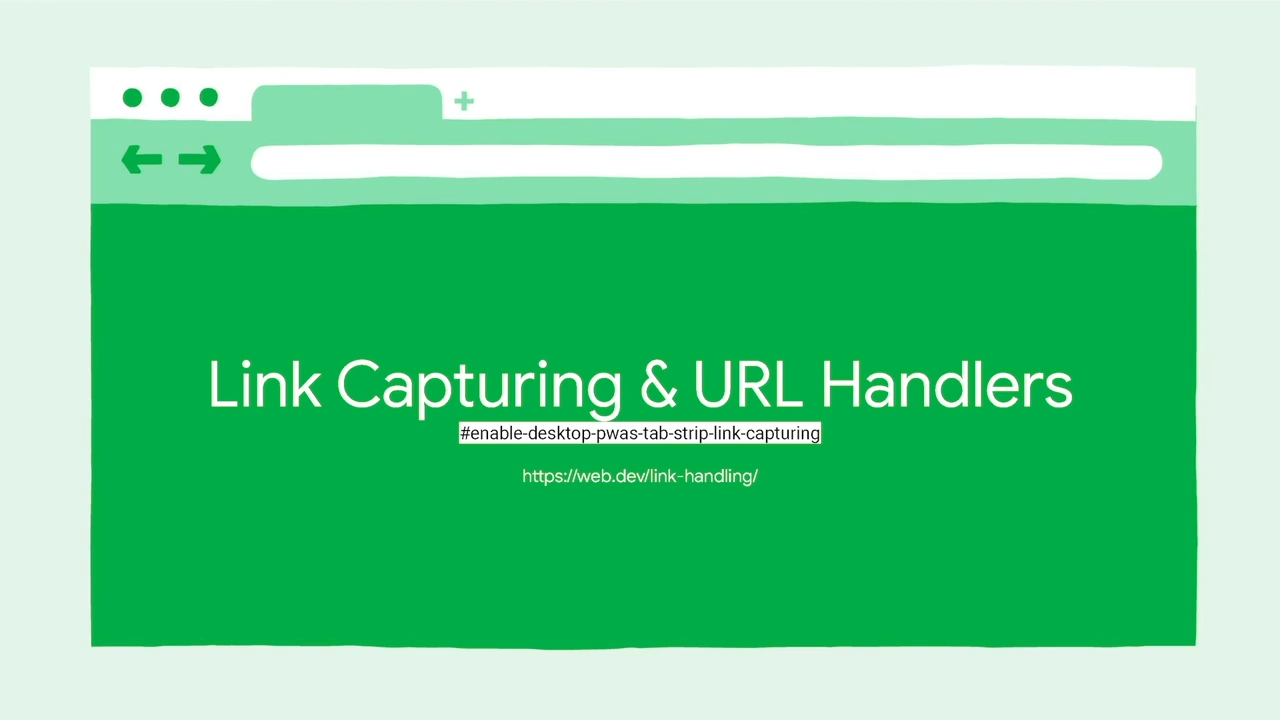 Link Capturing & URL Handlers
#enable-desktop-pwas-tab-strip-link-capturing
https://web.dev/link-handling/